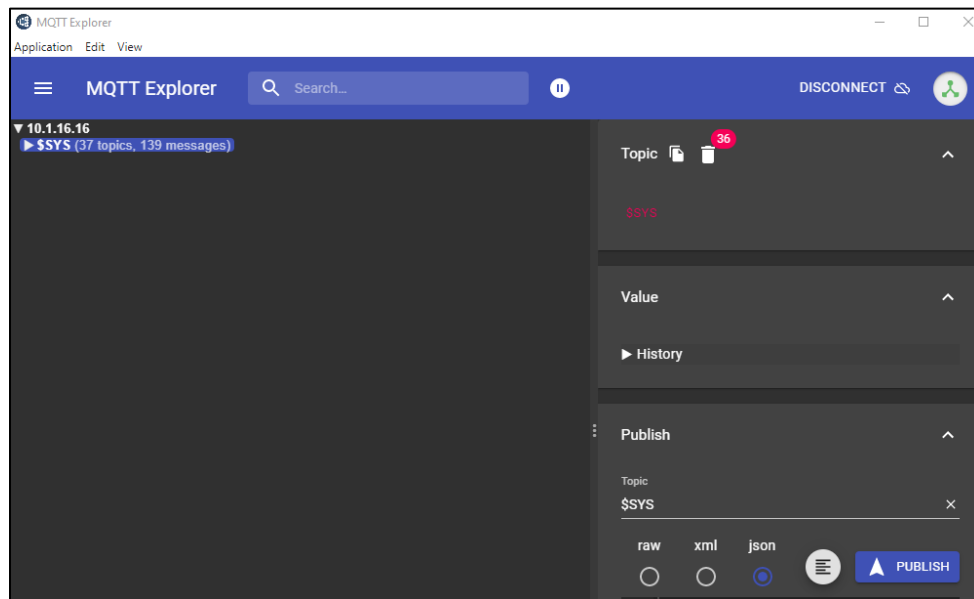 MQTT Explorer
Application Edit View
MQTT Explorer
Search...
DISCONNECT
10.1.16.16
$SYS (37 topics, 139 messages)
Topic
36
$SYS
Value
History
Publish
Topic
$SYS
raw xml json
PUBLISH